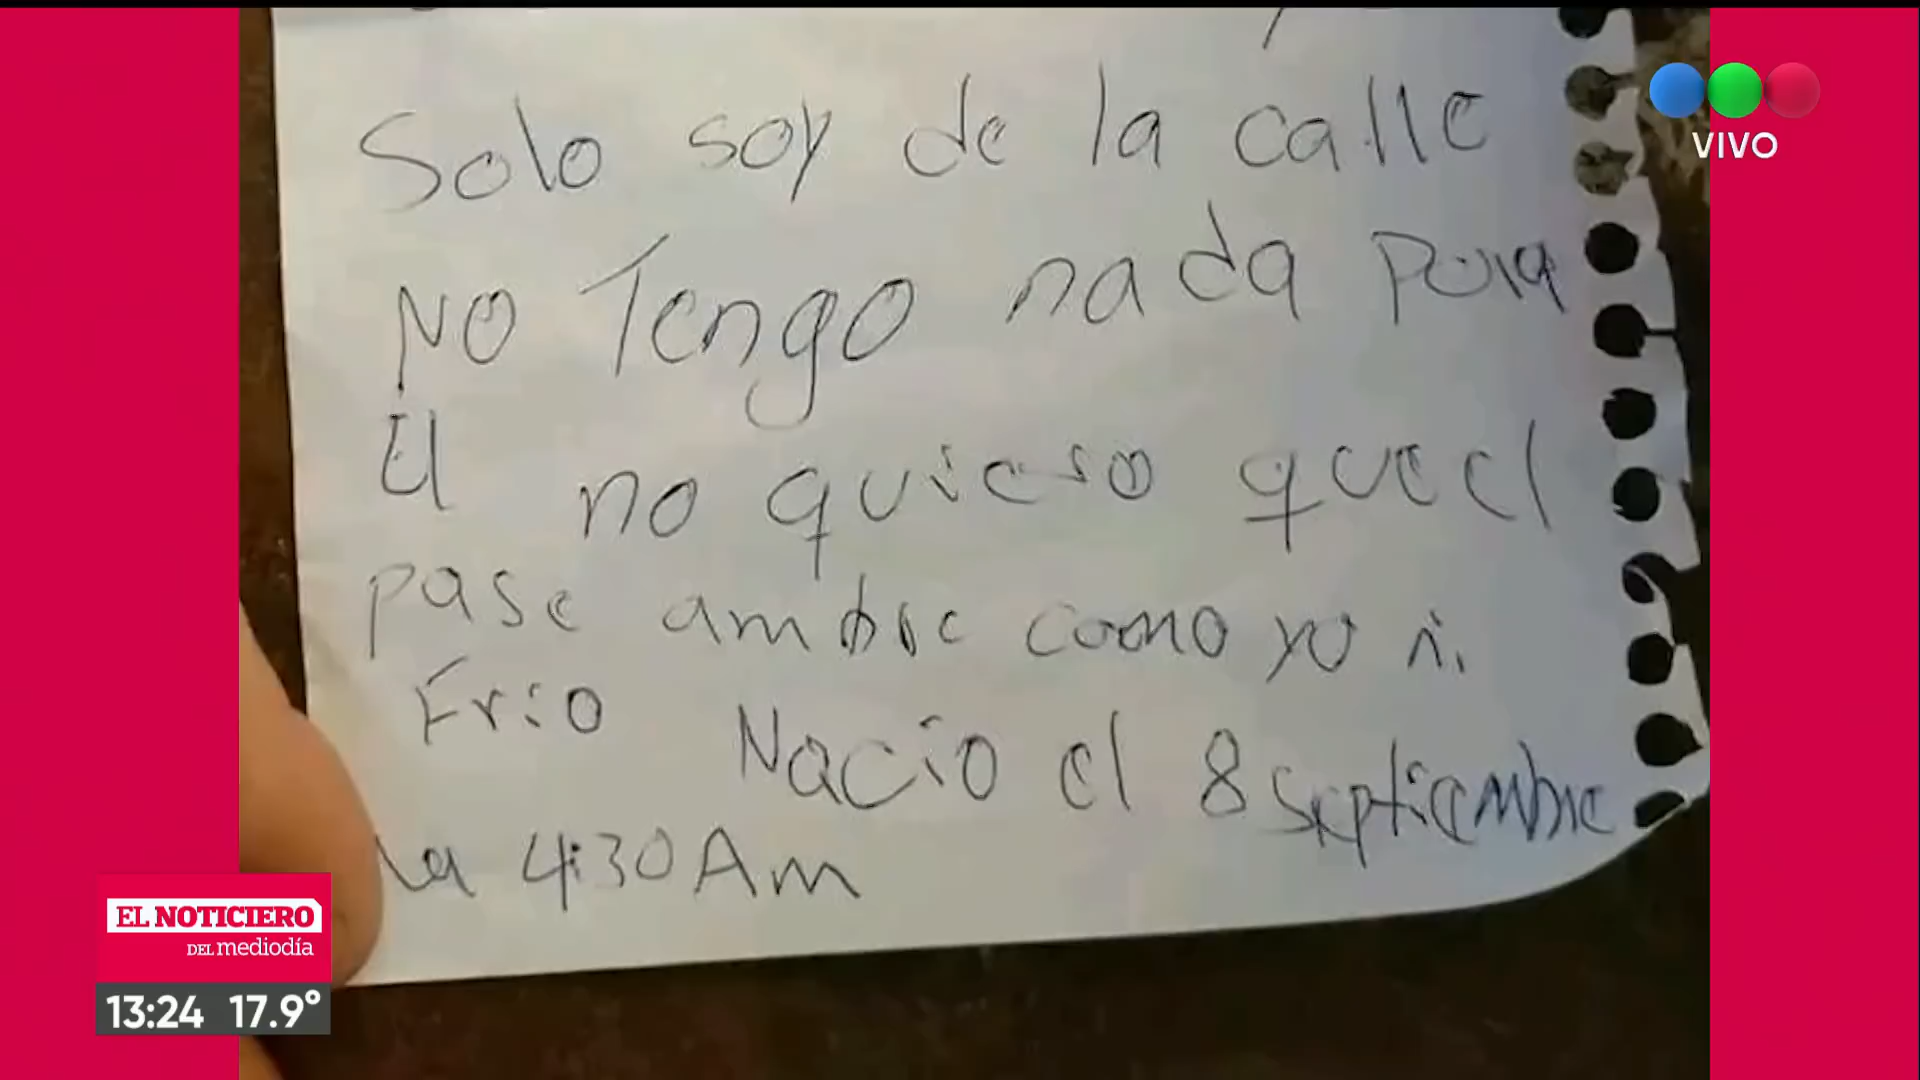 Solo soy de la calle
NO Tengo nada para
El no quiero que el
pase ambre como yo ni
Frio Nacio el 8 septiembre
la 4:30 Am
VIVO
EL NOTICIERO
DEL mediodía
13:24 17.9°